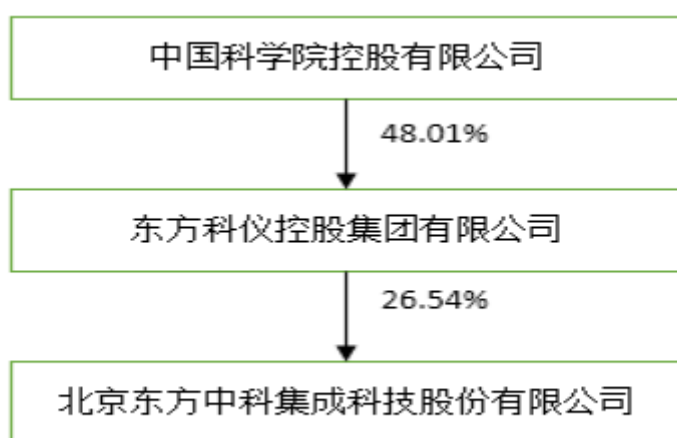 中国科学院控股有限公司
48.01%
东方科仪控股集团有限公司
26.54%
北京东方中科集成科技股份有限公司